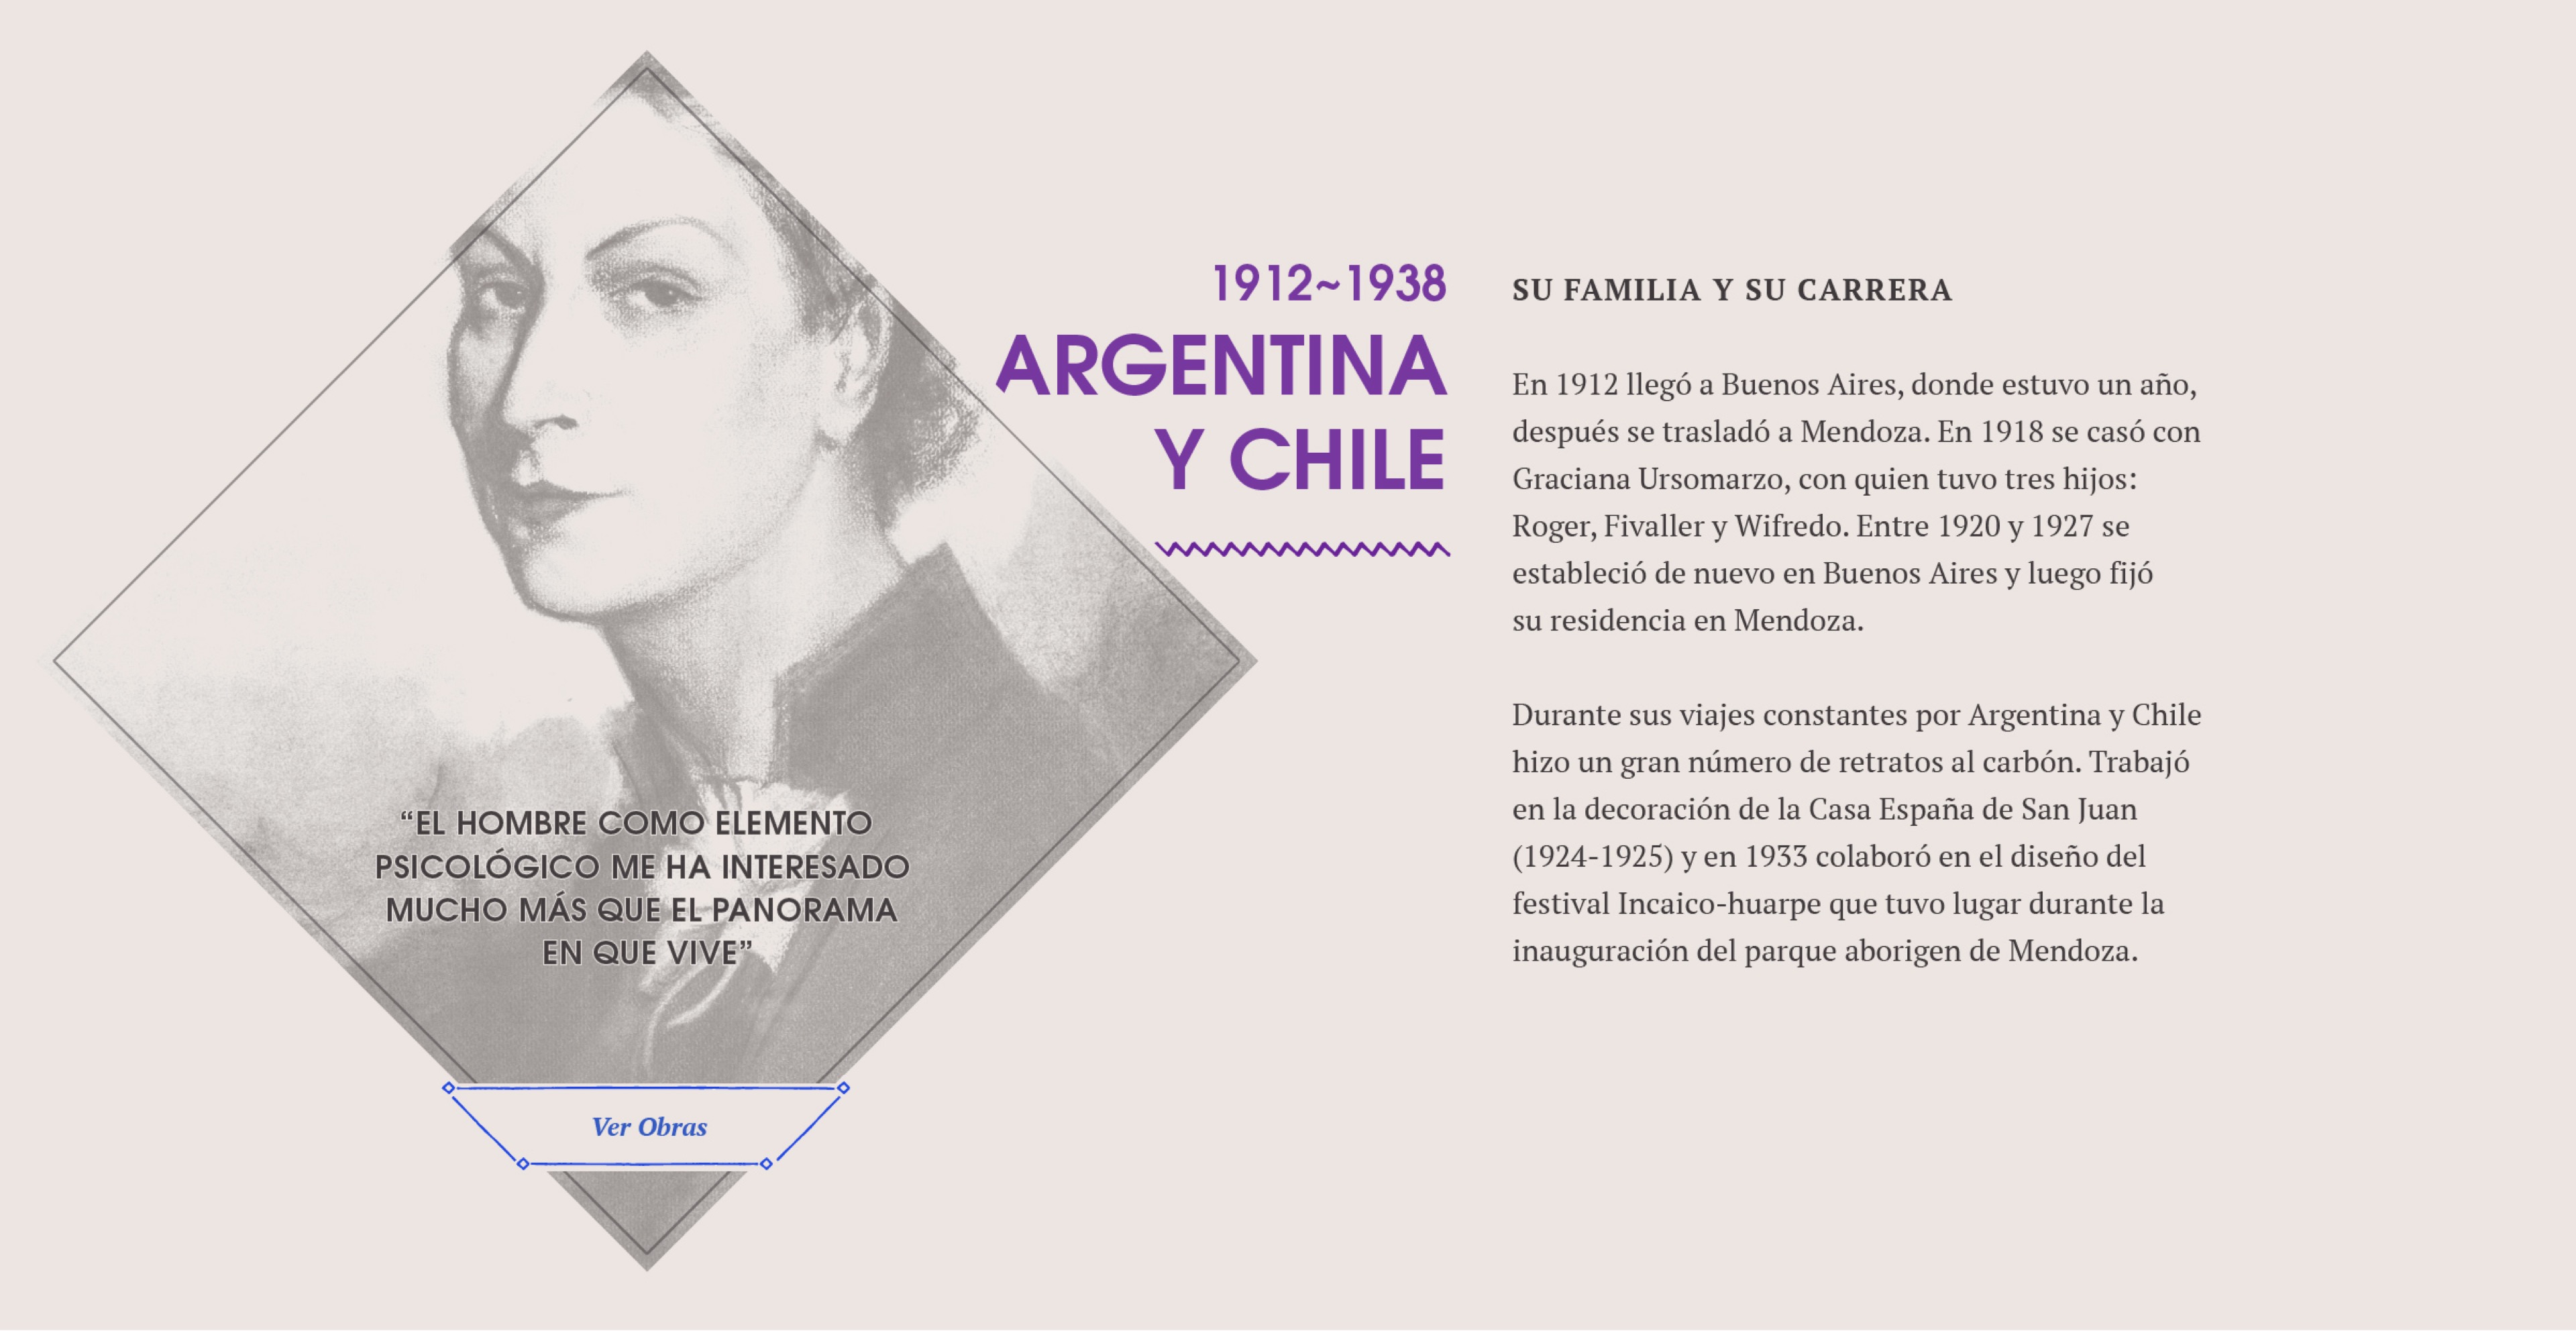 1912~1938
ARGENTINA
Y CHILE
SU FAMILIA Y SU CARRERA
En 1912 llegó a Buenos Aires, donde estuvo un año,
después se trasladó a Mendoza. En 1918 se casó con
Graciana Ursomarzo, con quien tuvo tres hijos:
Roger, Fivaller y Wifredo. Entre 1920 y 1927 se
estableció de nuevo en Buenos Aires y luego fijó
su residencia en Mendoza.
Durante sus viajes constantes por Argentina y Chile
hizo un gran número de retratos al carbón. Trabajó
en la decoración de la Casa España de San Juan
(1924-1925) y en 1933 colaboró en el diseño del
festival Incaico-huarpe que tuvo lugar durante la
inauguración del parque aborigen de Mendoza.
“EL HOMBRE COMO ELEMENTO
PSICOLÓGICO ME HA INTERESADO
MUCHO MÁS QUE EL PANORAMA
EN QUE VIVE”
Ver Obras